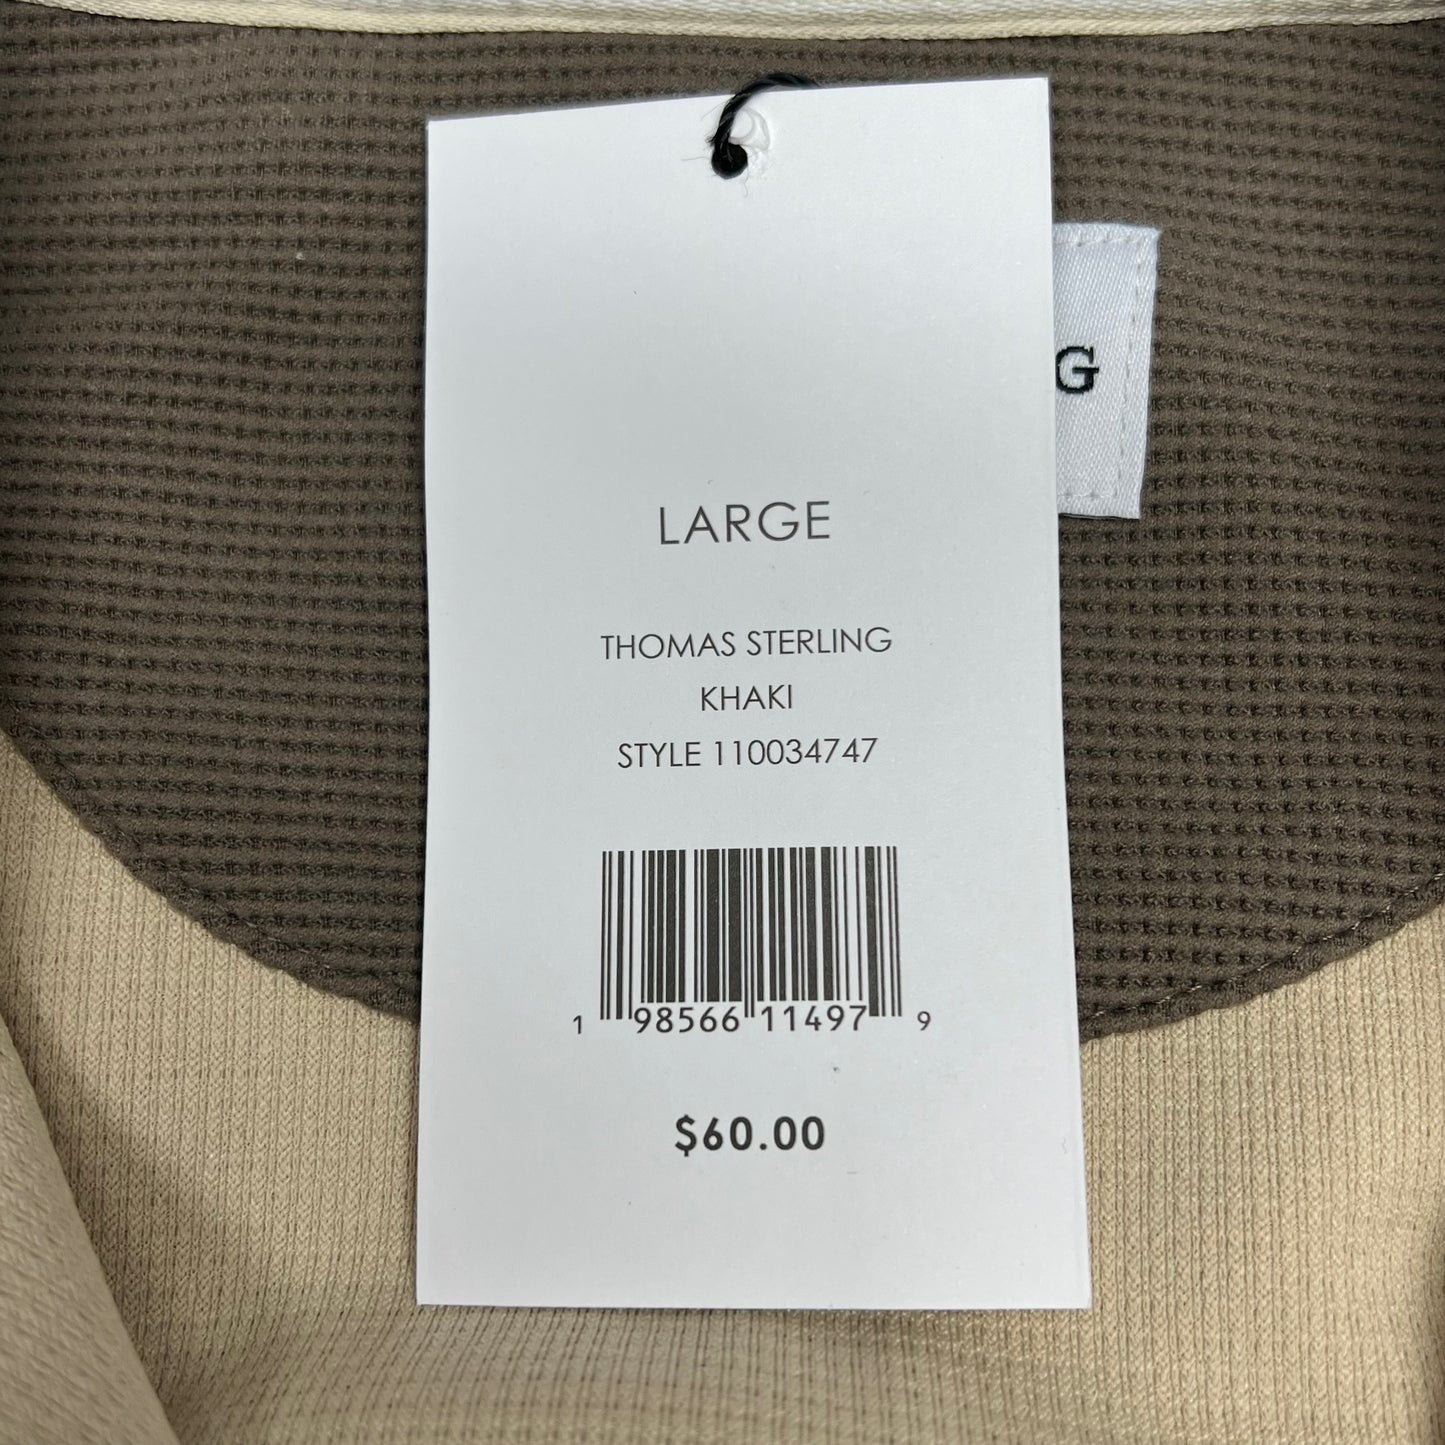 G
LARGE
THOMAS STERLING
KHAKI
STYLE 110034747
1 98566 11497 9
$60.00